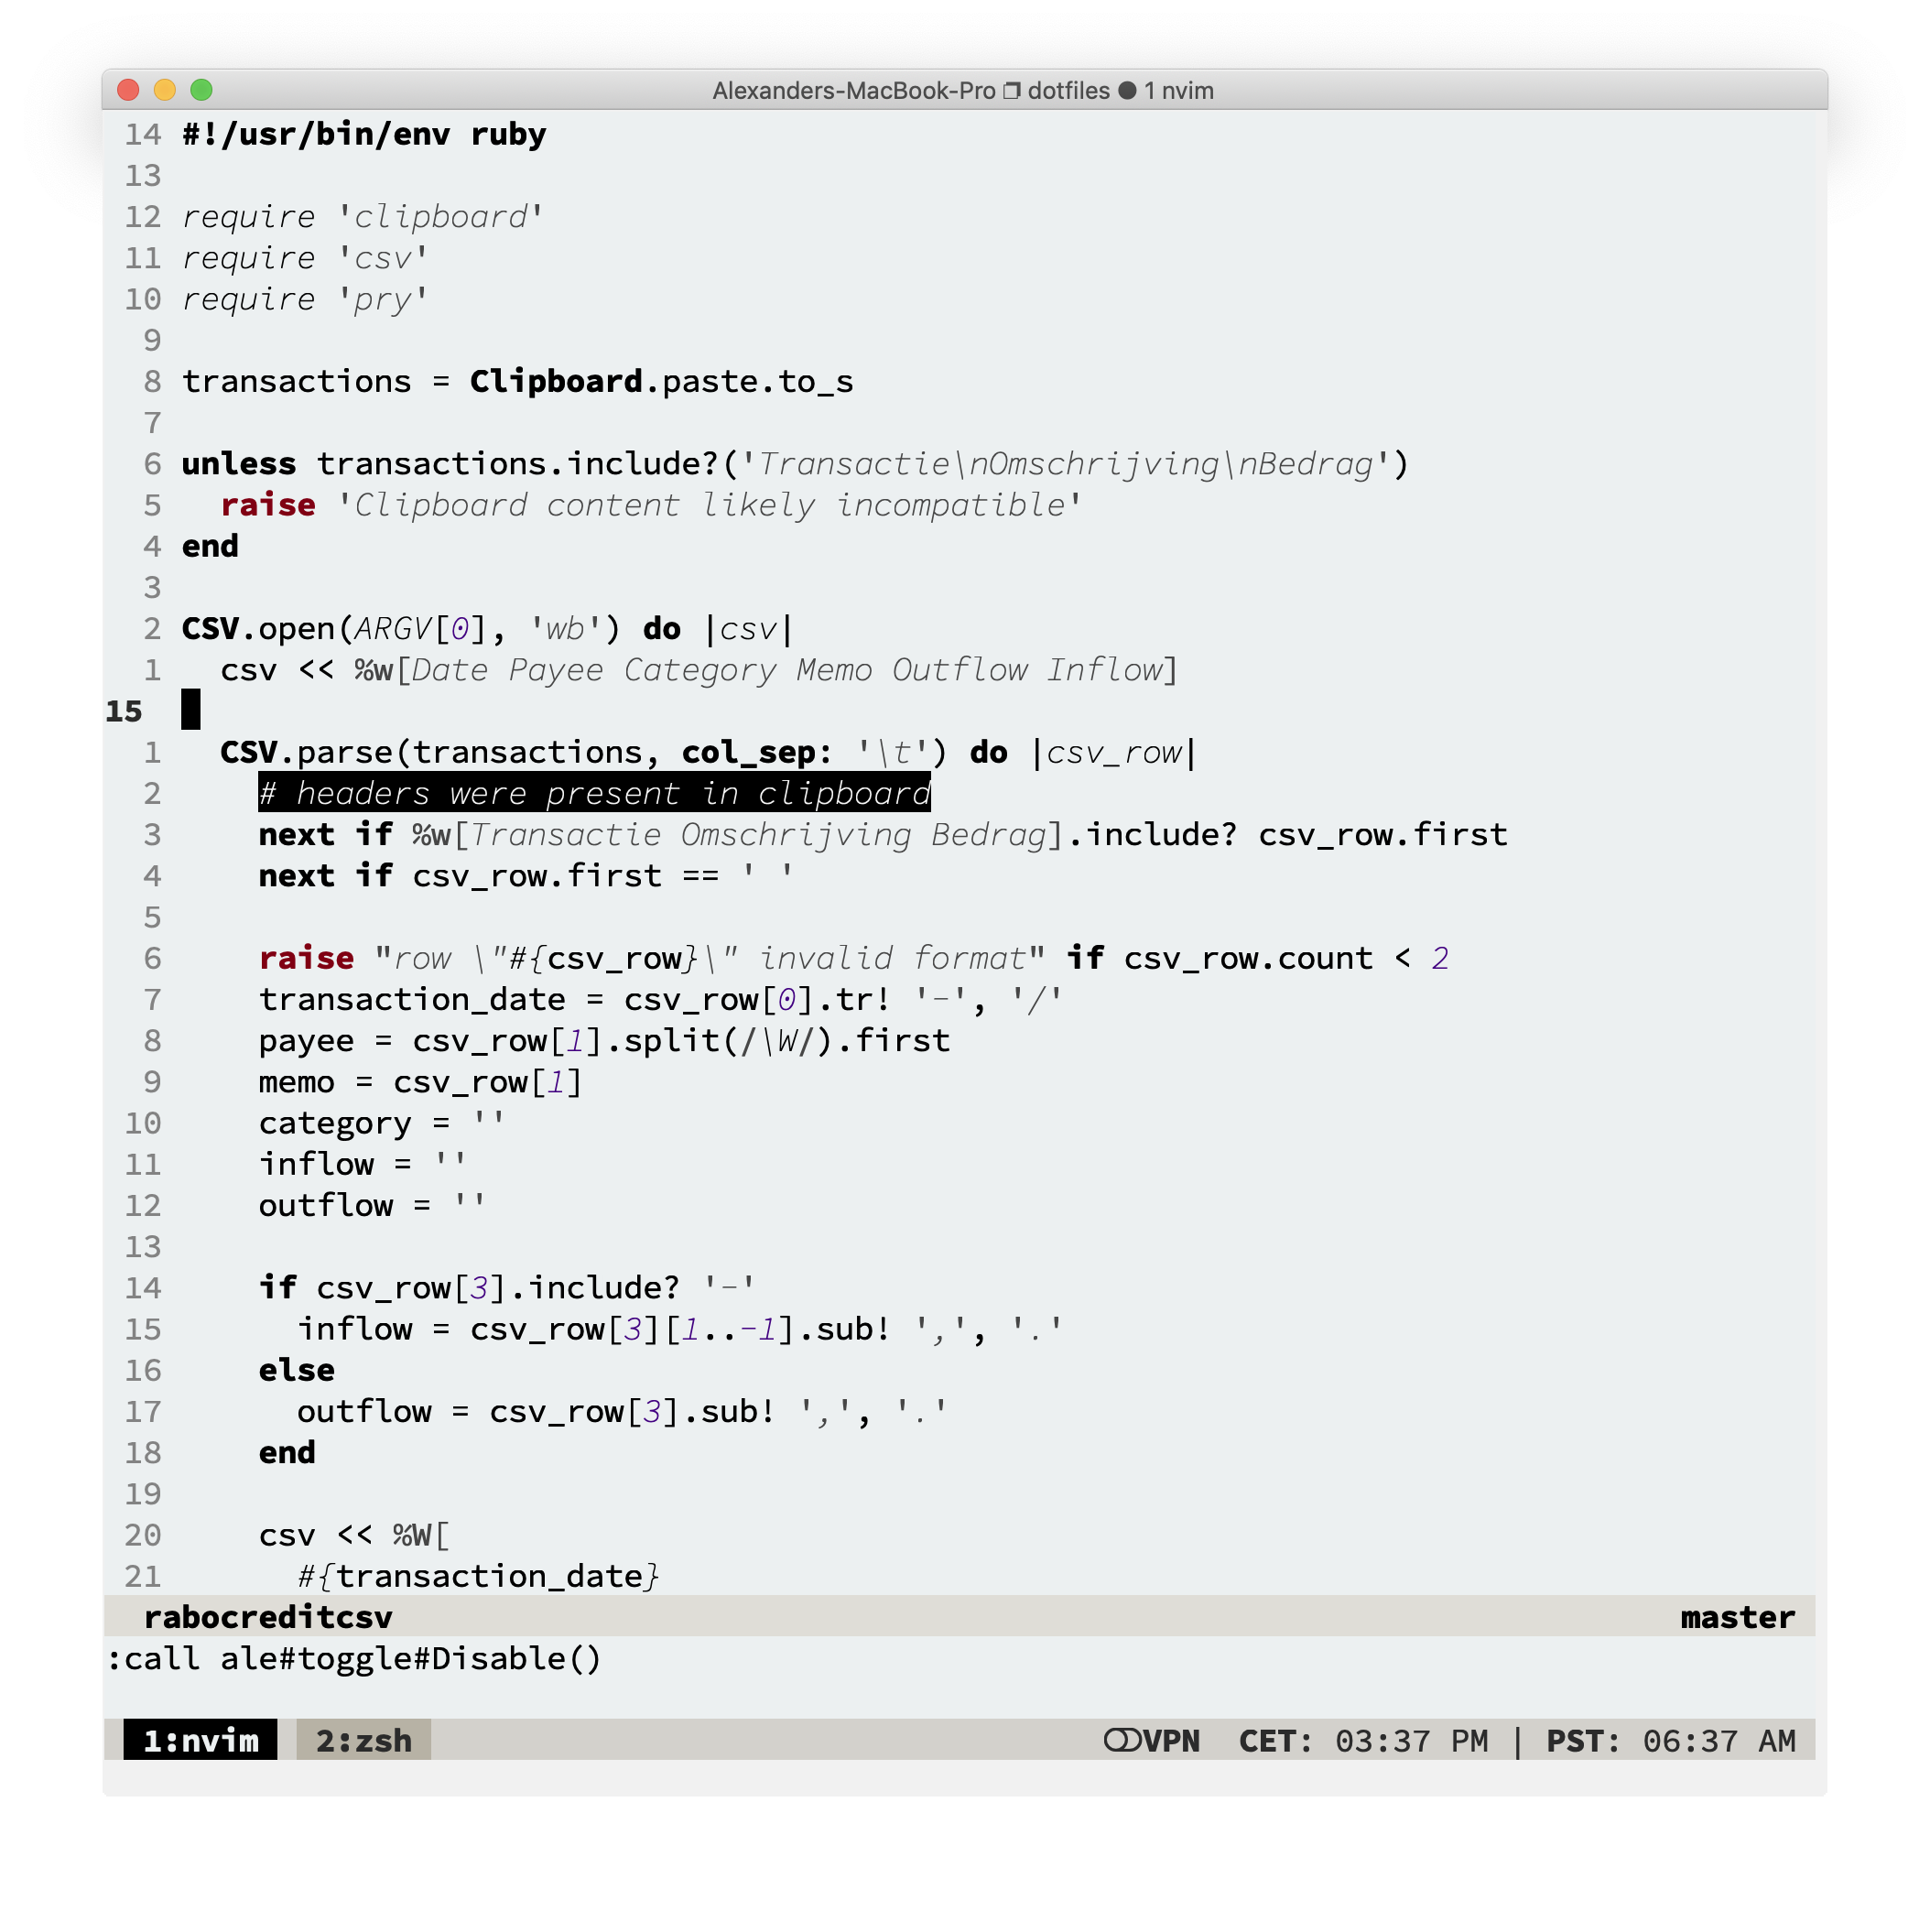 Alexanders-MacBook-Pro ❐ dotfiles ● 1 nvim
14 #!/usr/bin/env ruby
13
12 require 'clipboard'
11 require 'csv'
10 require 'pry'
9
8 transactions = Clipboard.paste.to_s
7
6 unless transactions.include?('Transactie\nOmschrijving\nBedrag')
5   raise 'Clipboard content likely incompatible'
4 end
3
2 CSV.open(ARGV[0], 'wb') do |csv|
1   csv << %w[Date Payee Category Memo Outflow Inflow]
15
1   CSV.parse(transactions, col_sep: '\t') do |csv_row|
2     # headers were present in clipboard
3     next if %w[Transactie Omschrijving Bedrag].include? csv_row.first
4     next if csv_row.first == ' '
5
6     raise "row \"#{csv_row}\" invalid format" if csv_row.count < 2
7     transaction_date = csv_row[0].tr! '-', '/'
8     payee = csv_row[1].split(/\W/).first
9     memo = csv_row[1]
10     category = ''
11     inflow = ''
12     outflow = ''
13
14     if csv_row[3].include? '-'
15       inflow = csv_row[3][1..-1].sub! ',', '.'
16     else
17       outflow = csv_row[3].sub! ',', '.'
18     end
19
20     csv << %W[
21       #{transaction_date}
rabocreditcsv master
:call ale#toggle#Disable()
1:nvim 2:zsh VPN CET: 03:37 PM | PST: 06:37 AM